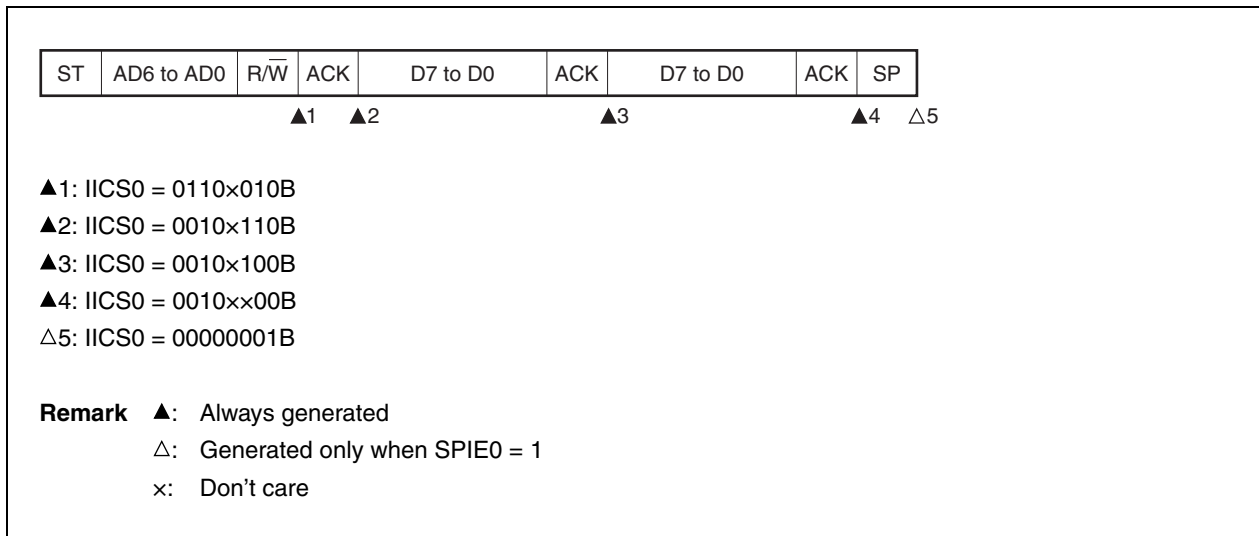 ST AD6 to AD0 R/W̅ ACK D7 to D0 ACK D7 to D0 ACK SP
▲1 ▲2 ▲3 ▲4 △5
▲1: IICS0 = 0110×010B
▲2: IICS0 = 0010×110B
▲3: IICS0 = 0010×100B
▲4: IICS0 = 0010××00B
△5: IICS0 = 00000001B
Remark ▲: Always generated
△: Generated only when SPIE0 = 1
×: Don't care